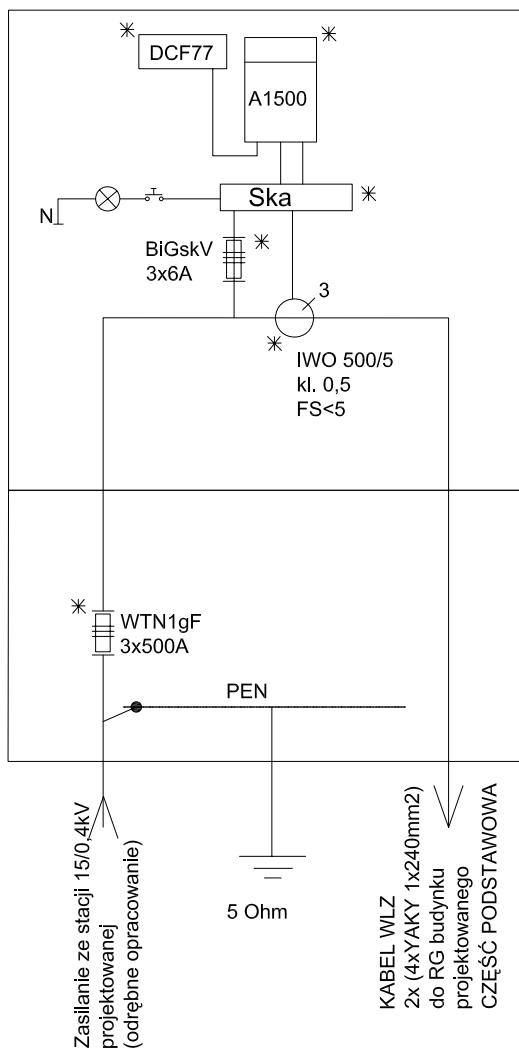 DCF77
A1500
Ska
N
BiGskV
3x6A
3
IWO 500/5
kl. 0,5
FS<5
WTN1gF
3x500A
PEN
5 Ohm
Zasilanie ze stacji 15/0.4kV
projektowanej
(odrębne opracowanie)
KABEL WLZ
2x (4xYAKY 1x240mm2)
do RG budynku
projektowanego
CZĘŚĆ PODSTAWOWA